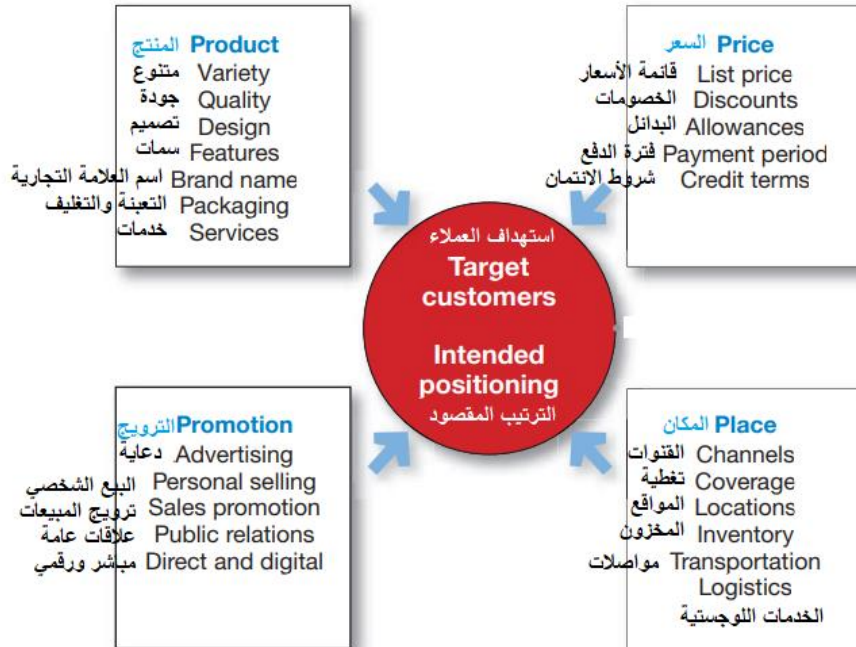 المنتج Product
متنوع Variety
جودة Quality
تصميم Design
سمات Features
اسم العلامة التجارية Brand name
التعبئة والتغليف Packaging
خدمات Services
السعر Price
قائمة الأسعار List price
الخصومات Discounts
البدائل Allowances
فترة الدفع Payment period
شروط الائتمان Credit terms
استهداف العملاء
Target
customers
Intended
positioning
الترتيب المقصود
الترويج Promotion
دعاية Advertising
البيع الشخصي Personal selling
ترويج المبيعات Sales promotion
علاقات عامة Public relations
مباشر ورقمي Direct and digital
المكان Place
القنوات Channels
تغطية Coverage
المواقع Locations
المخزون Inventory
مواصلات Transportation
Logistics
الخدمات اللوجستية